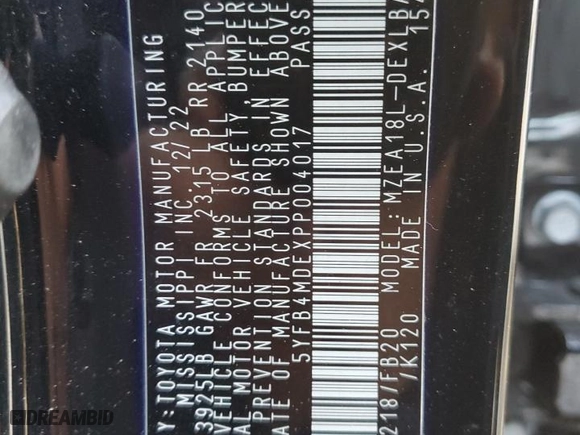 Y:TOYOTA MOTOR MANUFACTURING
MISSISSIPPI INC. 12/22
3925LB GAWR FR 2315 LB RR 2140
VEHICLE CONFORMS TO ALL APPLIC
AL MOTOR VEHICLE SAFETY, BUMPER
PREVENTION STANDARDS IN EFFEC
ATE OF MANUFACTURE SHOWN ABOVE
5YFB4MDEXPP004017 PASS
218/FB20 MODEL:MZEA18L-DEXLBA
/K120 MADE IN U.S.A. 154
DREAMBID